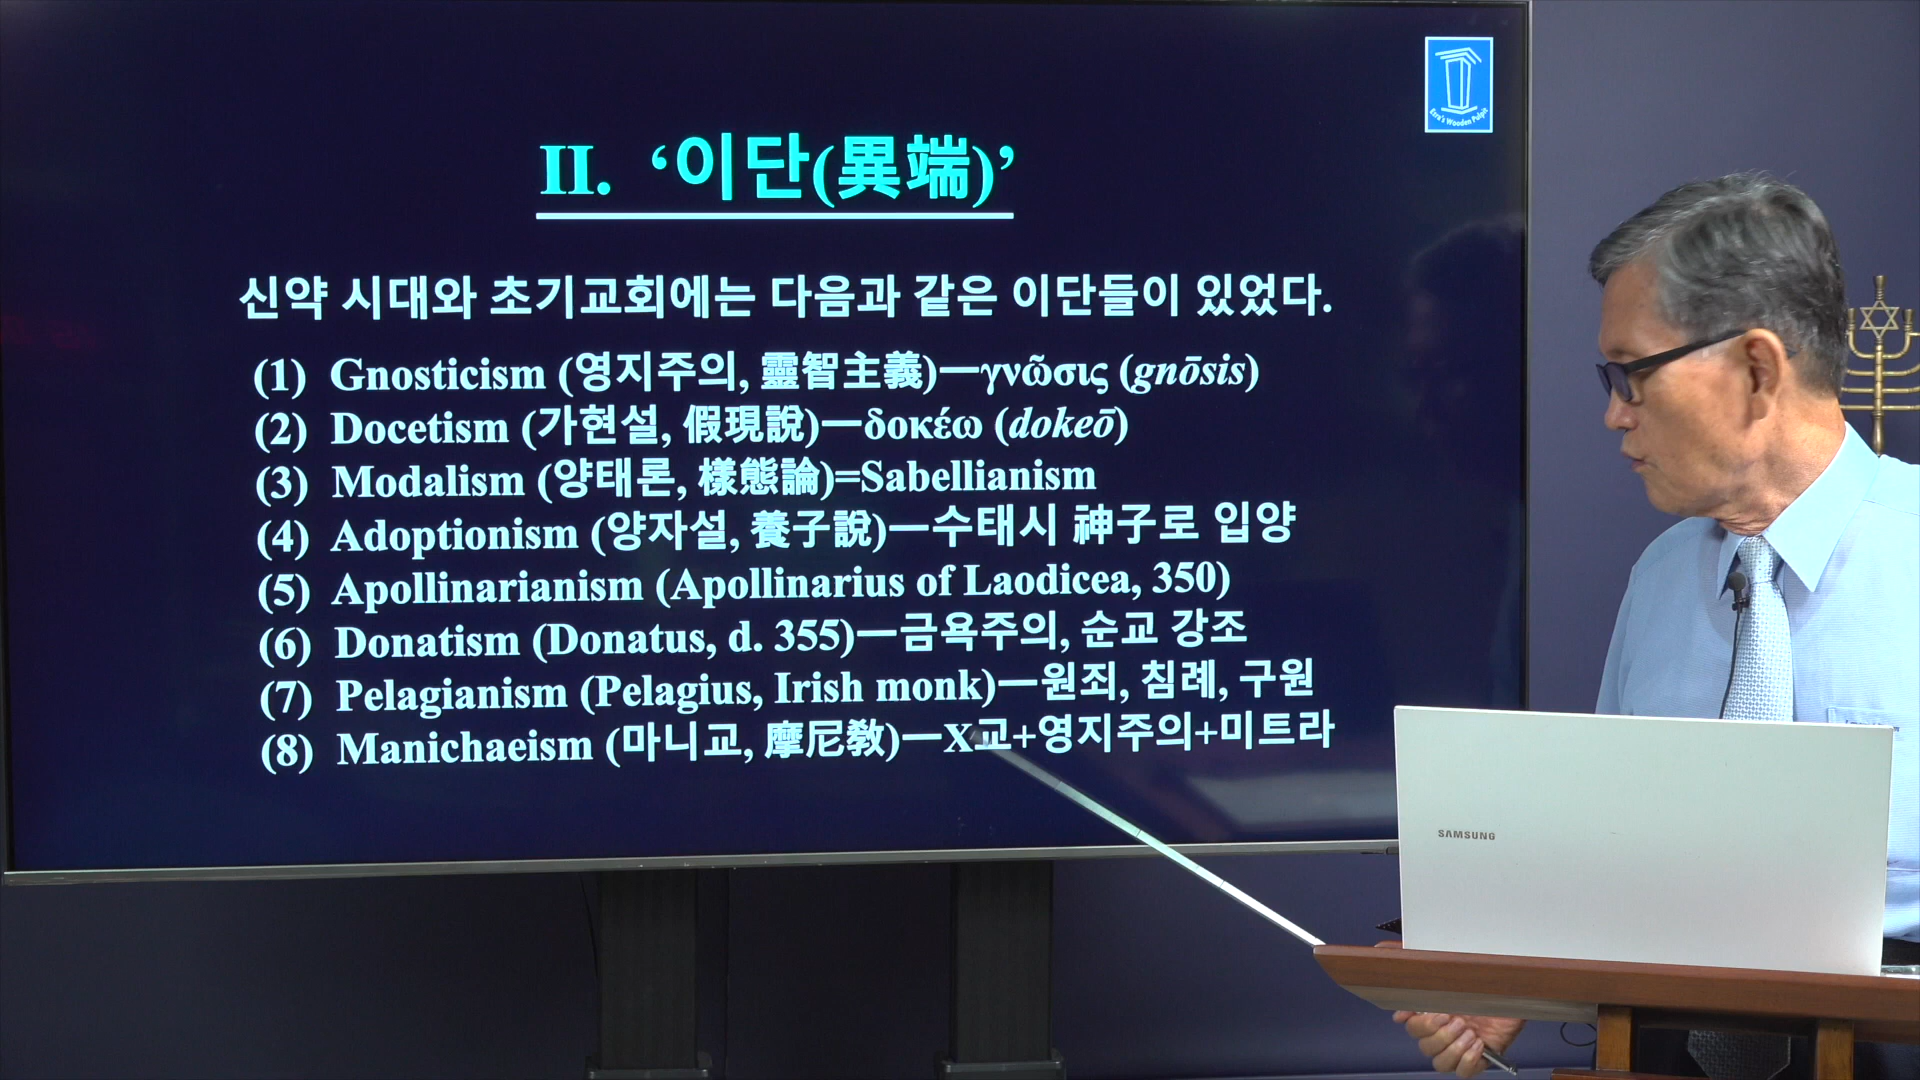 Ezra's Wooden Pulpit
II. ‘이단(異端)’
신약 시대와 초기교회에는 다음과 같은 이단들이 있었다.
(1) Gnosticism (영지주의, 靈智主義)—γνῶσις (gnōsis)
(2) Docetism (가현설, 假現說)—δοκέω (dokeō)
(3) Modalism (양태론, 樣態論)=Sabellianism
(4) Adoptionism (양자설, 養子說)—수태시 神子로 입양
(5) Apollinarianism (Apollinarius of Laodicea, 350)
(6) Donatism (Donatus, d. 355)—금욕주의, 순교 강조
(7) Pelagianism (Pelagius, Irish monk)—원죄, 침례, 구원
(8) Manichaeism (마니교, 摩尼敎)—X교+영지주의+미트라
SAMSUNG